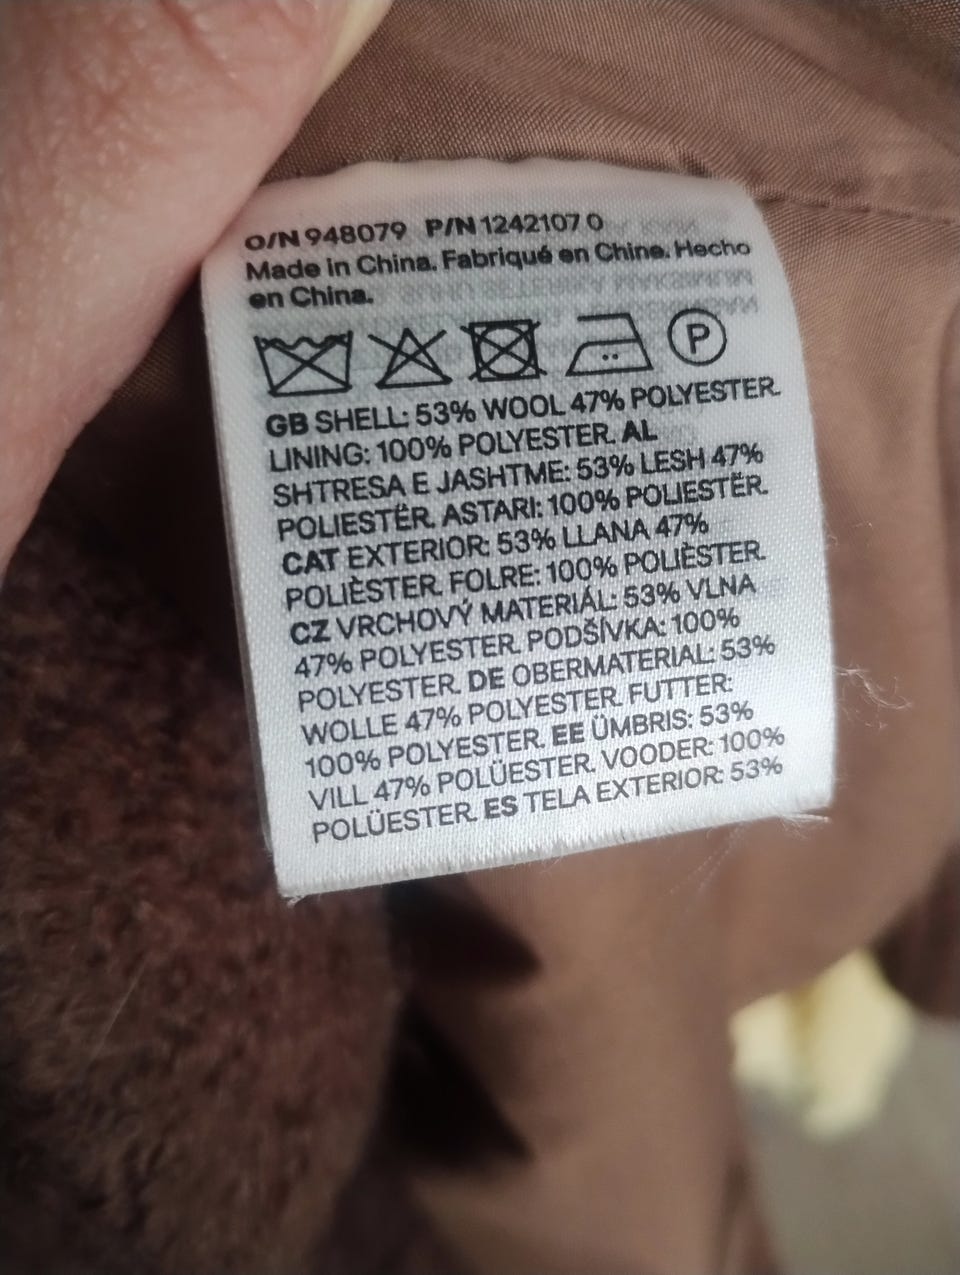 O/N 948079 P/N 1242107 0
Made in China. Fabriqué en Chine. Hecho
en China.
P
GB SHELL: 53% WOOL 47% POLYESTER.
LINING: 100% POLYESTER. AL
SHTRESA E JASHTME: 53% LESH 47%
POLIESTËR. ASTARI: 100% POLIESTËR.
CAT EXTERIOR: 53% LLANA 47%
POLIÈSTER. FOLRE: 100% POLIÈSTER.
CZ VRCHOVÝ MATERIÁL: 53% VLNA
47% POLYESTER. PODŠÍVKA: 100%
POLYESTER. DE OBERMATERIAL: 53%
WOLLE 47% POLYESTER. FUTTER:
100% POLYESTER. EE ÜMBRIS: 53%
VILL 47% POLÜESTER. VOODER: 100%
POLÜESTER. ES TELA EXTERIOR: 53%